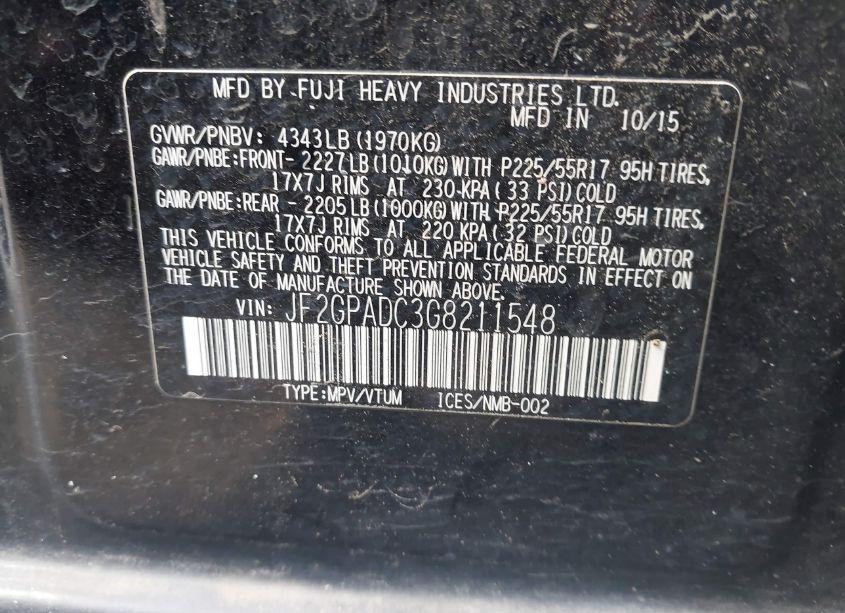 MFD BY FUJI HEAVY INDUSTRIES LTD.
MFD IN 10/15
GVWR/PNBV: 4343LB (1970KG)
GAWR/PNBE:FRONT- 2227LB(1010KG)WITH P225/55R17 95H TIRES,
17X7J RIMS AT 230-KPA( 33 PSI)COLD
GAWR/PNBE:REAR - 2205LB(1000KG)WITH P225/55R17 95H TIRES,
17X7J RIMS AT 220 KPA( 32 PSI)COLD
THIS VEHICLE CONFORMS TO ALL APPLICABLE FEDERAL MOTOR
VEHICLE SAFETY AND THEFT PREVENTION STANDARDS IN EFFECT ON
THE DATE OF MANUFACTURE SHOWN ABOVE.
VIN: JF2GPADC3G8211548
TYPE:MPV/VTUM ICES/NMB-002